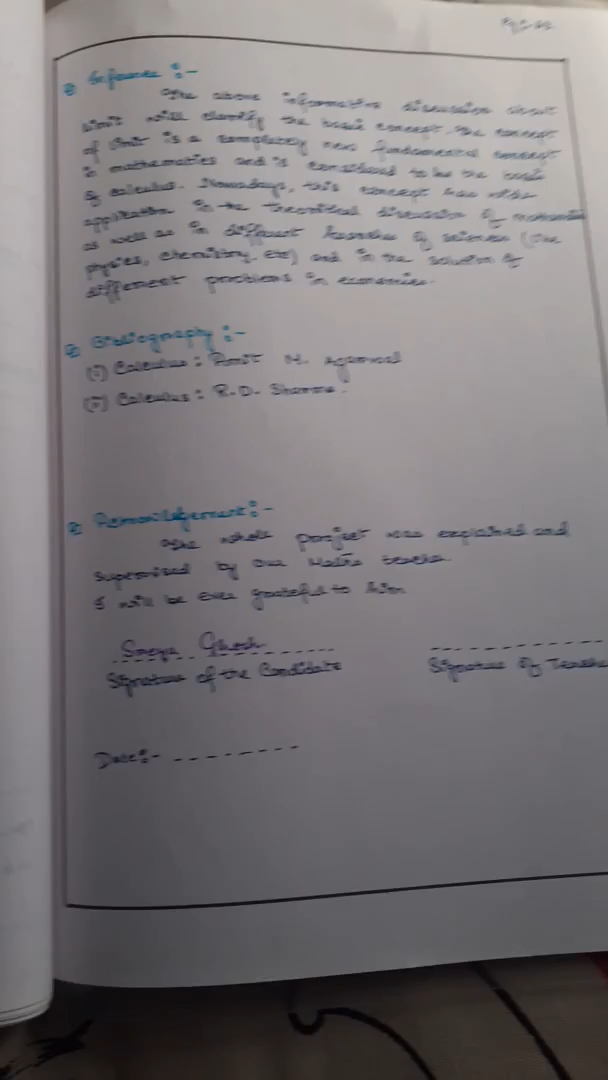 Inference :-
The above informative discussion about
limit will clarify the basic concept. The concept
of limit is a completely new fundamental concept
in mathematics and is considered to be the basis
of calculus. Nowadays, this concept has wide
application in the theoretical discussion of mathematics
as well as in different branches of sciences (like
physics, chemistry, etc) and in the solution of
different problems in economics.
Bibliography :-
(i) Calculus : Amit M. Agarwal
(ii) Calculus : R.D. Sharma.
Acknowledgement :-
The whole project was explained and
supervised by our Maths teacher.
I will be ever grateful to him
Ghosh
Signature of the Candidate Signature of
Date :-